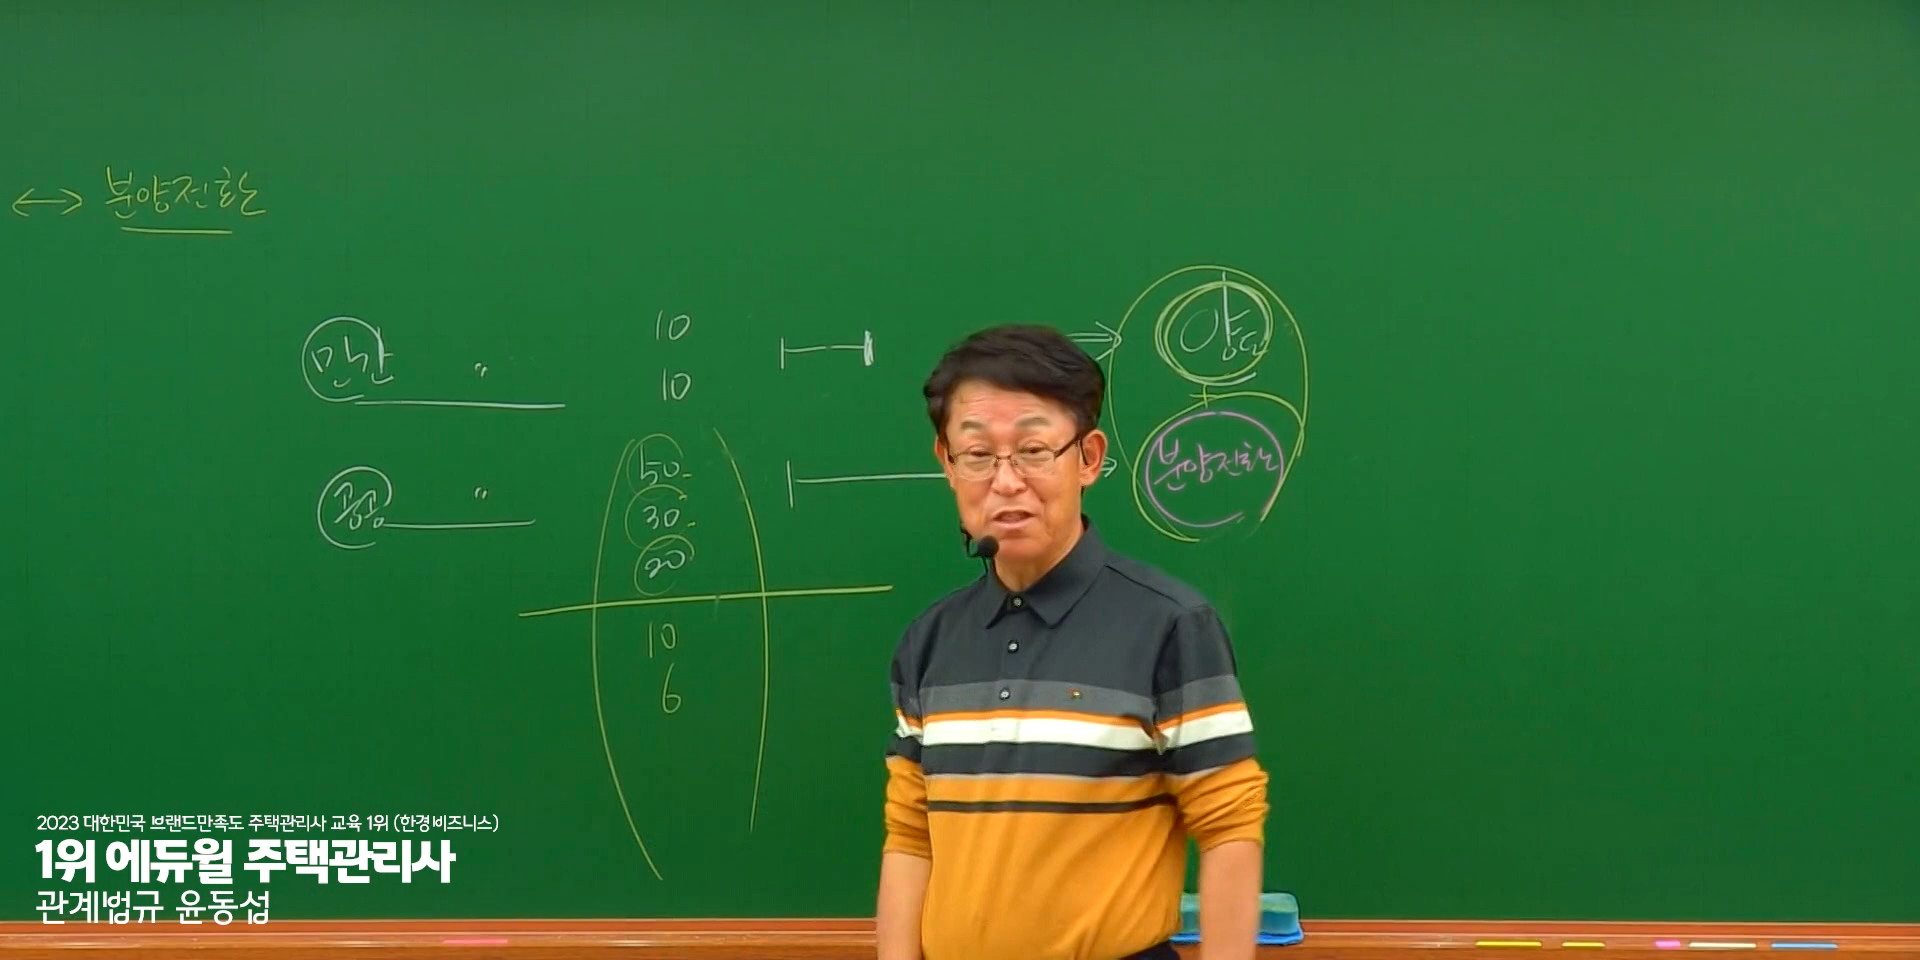 ↔ 분양전환
민간 〃
10
10
양도
+
분양전환
공공 〃
50
30
20
10
6
2023 대한민국 브랜드만족도 주택관리사 교육 1위 (한경비즈니스)
1위 에듀윌 주택관리사
관계법규 윤동섭